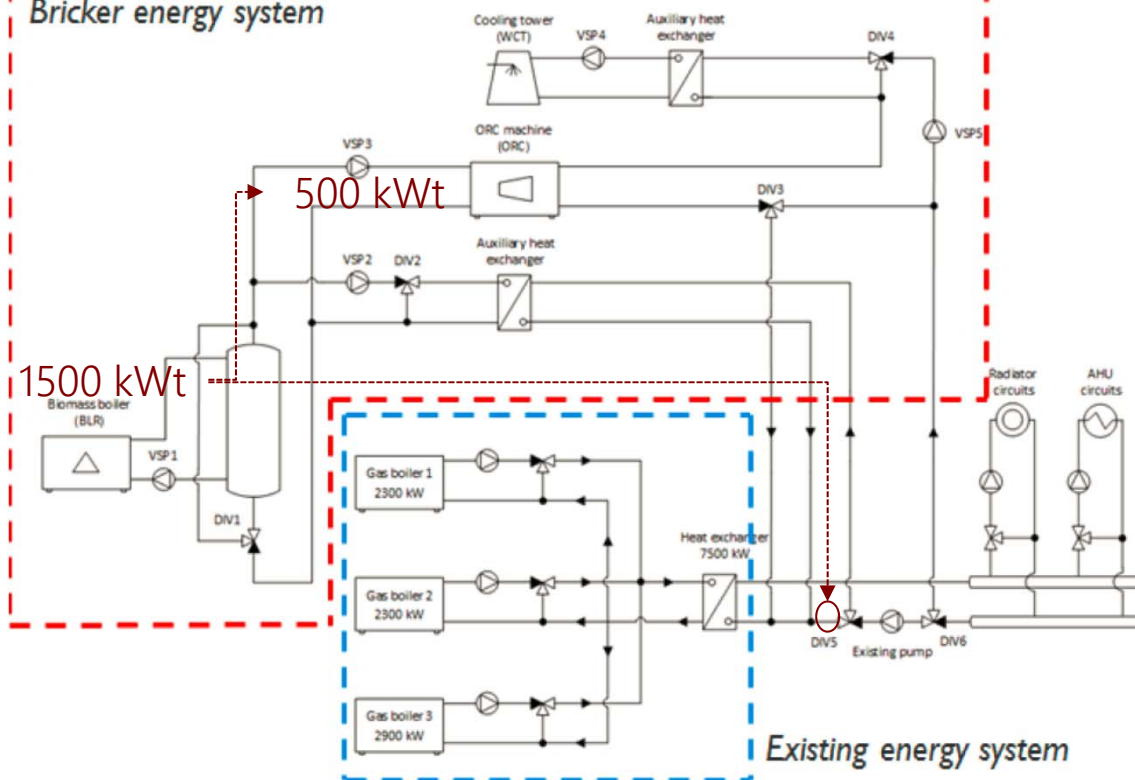 Bricker energy system
Cooling tower
(WCT)
VSP4
Auxiliary heat
exchanger
DIV4
VSP5
ORC machine
(ORC)
VSP3
500 kWt
DIV3
Auxiliary heat
exchanger
VSP2
DIV2
1500 kWt
Biomass boiler
(BLR)
VSP1
DIV1
Radiator
circuits
AHU
circuits
Gas boiler 1
2300 kW
Heat exchanger
7500 kW
Gas boiler 2
2300 kW
DIV5
Existing pump
DIV6
Gas boiler 3
2900 kW
Existing energy system